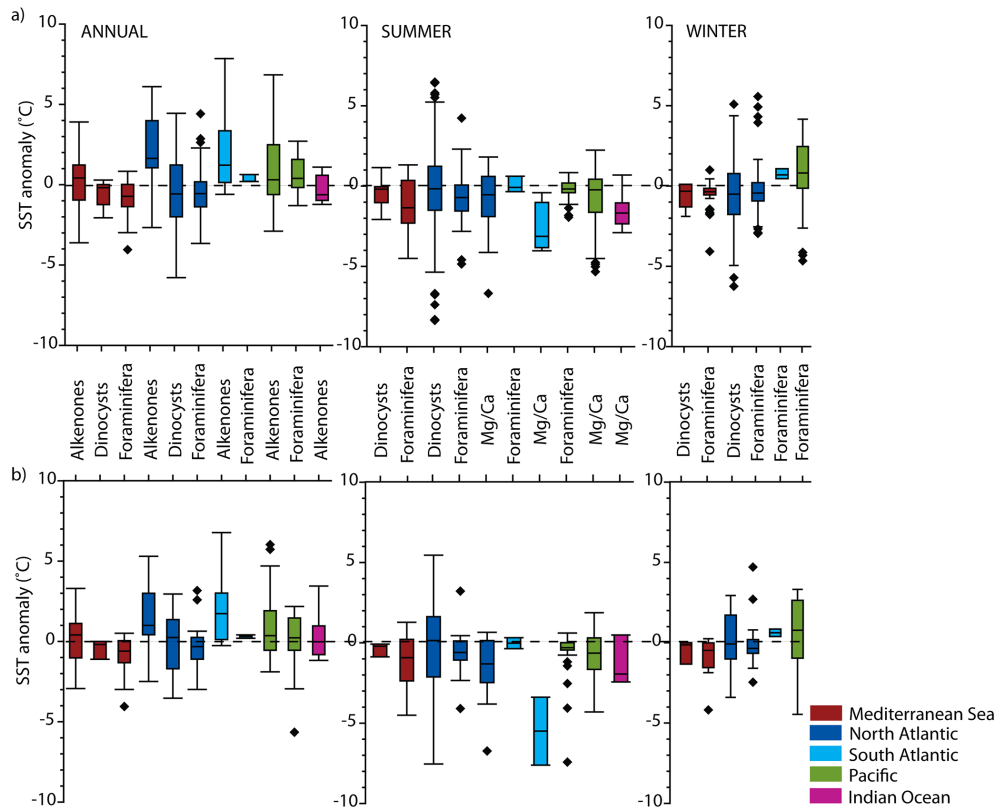 a)
ANNUAL
SUMMER
WINTER
SST anomaly (˚C)
10
5
0
-5
-10
10
5
0
-5
-10
10
5
0
-5
-10
Alkenones
Dinocysts
Foraminifera
Alkenones
Dinocysts
Foraminifera
Alkenones
Foraminifera
Alkenones
Foraminifera
Alkenones
Dinocysts
Foraminifera
Dinocysts
Foraminifera
Mg/Ca
Foraminifera
Mg/Ca
Foraminifera
Mg/Ca
Mg/Ca
Dinocysts
Foraminifera
Dinocysts
Foraminifera
Foraminifera
Foraminifera
b)
SST anomaly (˚C)
10
5
0
-5
-10
10
5
0
-5
-10
10
5
0
-5
-10
Mediterranean Sea
North Atlantic
South Atlantic
Pacific
Indian Ocean